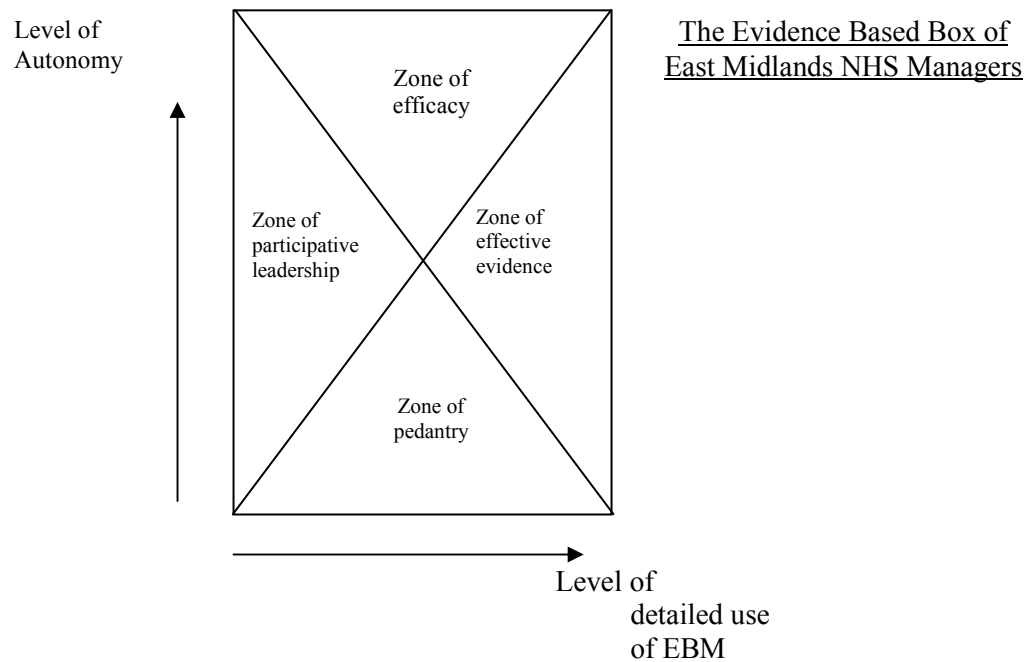 Level of
Autonomy
The Evidence Based Box of
East Midlands NHS Managers
Zone of
efficacy
Zone of
participative
leadership
Zone of
effective
evidence
Zone of
pedantry
Level of
detailed use
of EBM